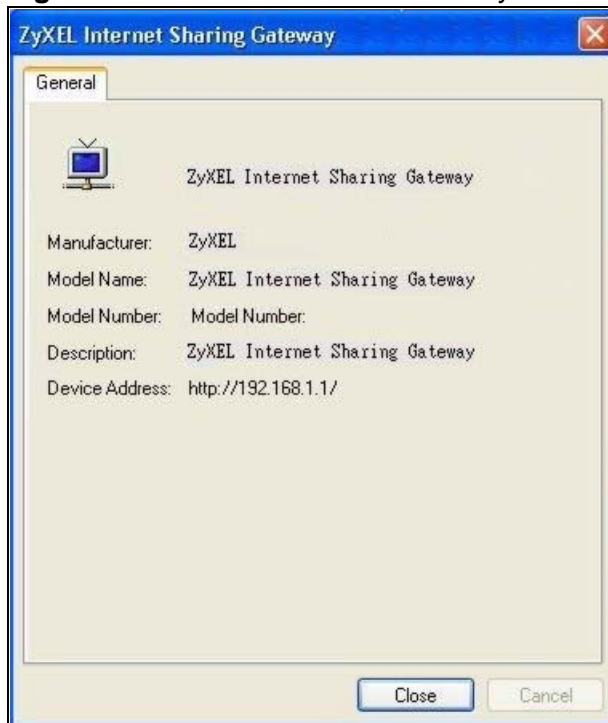 ZyXEL Internet Sharing Gateway
General
ZyXEL Internet Sharing Gateway
Manufacturer: ZyXEL
Model Name: ZyXEL Internet Sharing Gateway
Model Number: Model Number:
Description: ZyXEL Internet Sharing Gateway
Device Address: http://192.168.1.1/
Close Cancel